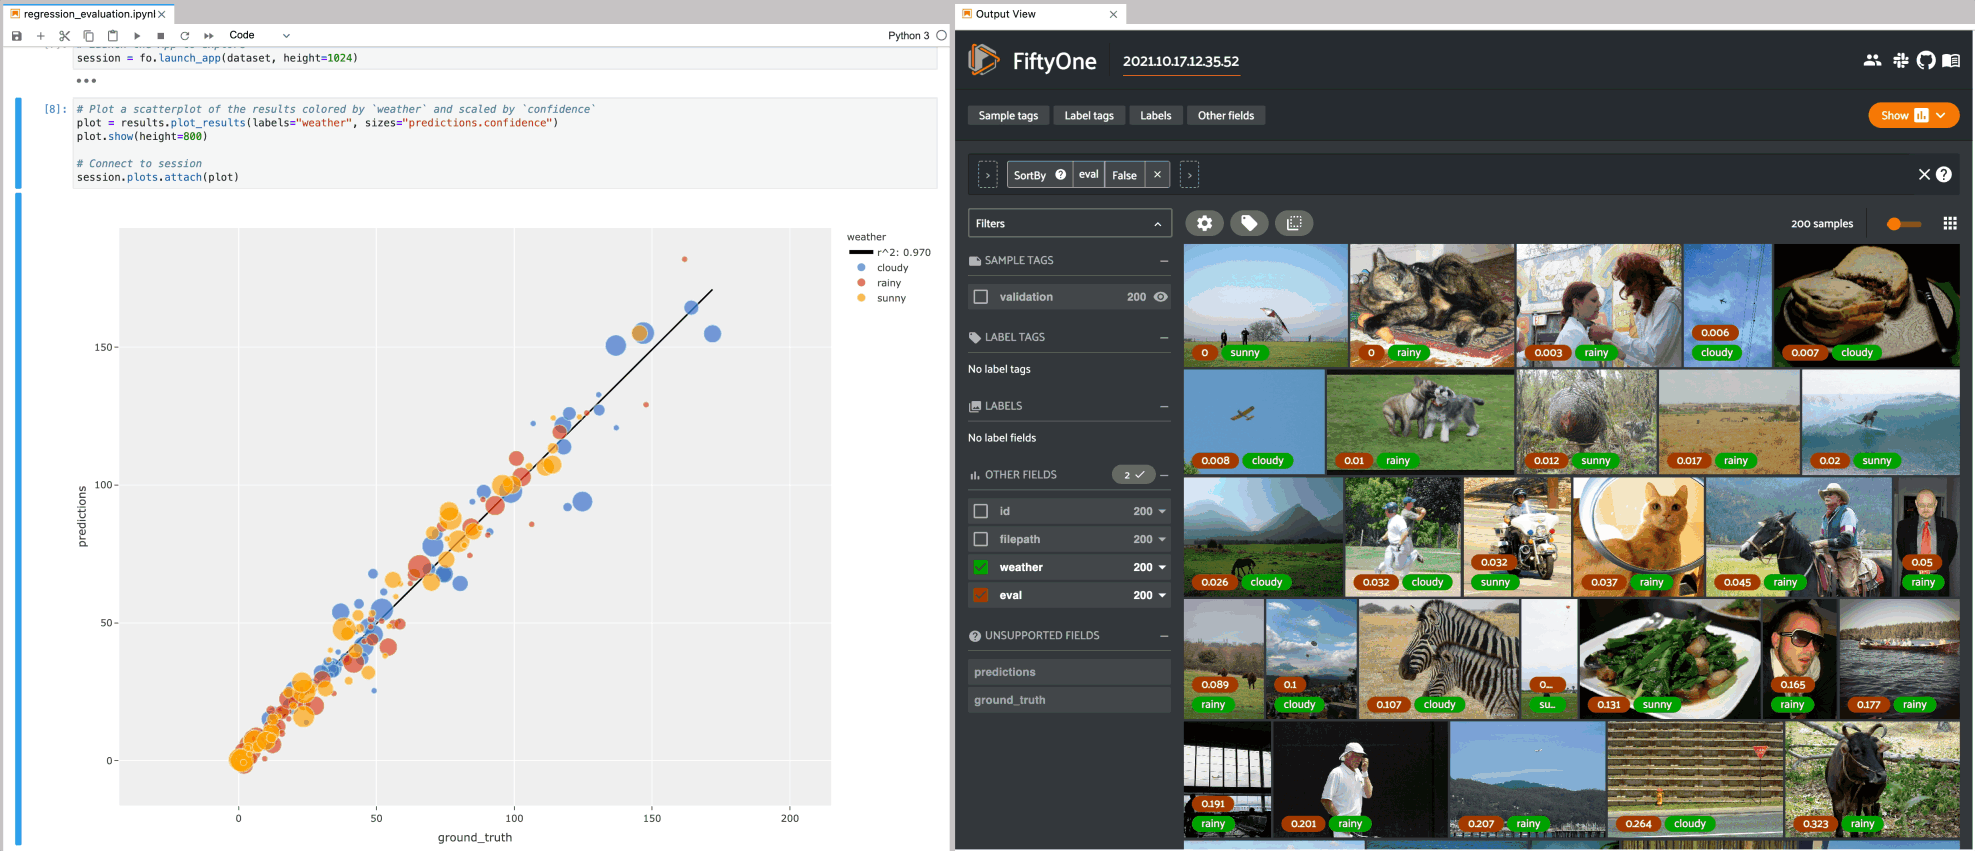 regression_evaluation.ipynl
Code
Python 3
session = fo.launch_app(dataset, height=1024)
[8]:
# Plot a scatterplot of the results colored by `weather` and scaled by `confidence`
plot = results.plot_results(labels="weather", sizes="predictions.confidence")
plot.show(height=800)
# Connect to session
session.plots.attach(plot)
weather
r^2: 0.970
cloudy
rainy
sunny
150
100
50
0
predictions
0 50 100 150 200
ground_truth
Output View
FiftyOne 2021.10.17.12.35.52
Sample tags Label tags Labels Other fields
Show
SortBy eval False
Filters
200 samples
SAMPLE TAGS
validation 200
LABEL TAGS
No label tags
LABELS
No label fields
OTHER FIELDS 2
id 200
filepath 200
weather 200
eval 200
UNSUPPORTED FIELDS
predictions
ground_truth
0 sunny
0 rainy
0.003 rainy
0.006 cloudy
0.007 cloudy
0.008 cloudy
0.01 rainy
0.012 sunny
0.017 rainy
0.02 sunny
0.026 cloudy
0.032 cloudy
0.032 sunny
0.037 rainy
0.045 rainy
0.05 rainy
0.089 rainy
0.1 cloudy
0.107 cloudy
0... su...
0.131 sunny
0.165 rainy
0.177 rainy
0.191 rainy
0.201 rainy
0.207 rainy
0.264 cloudy
0.323 rainy